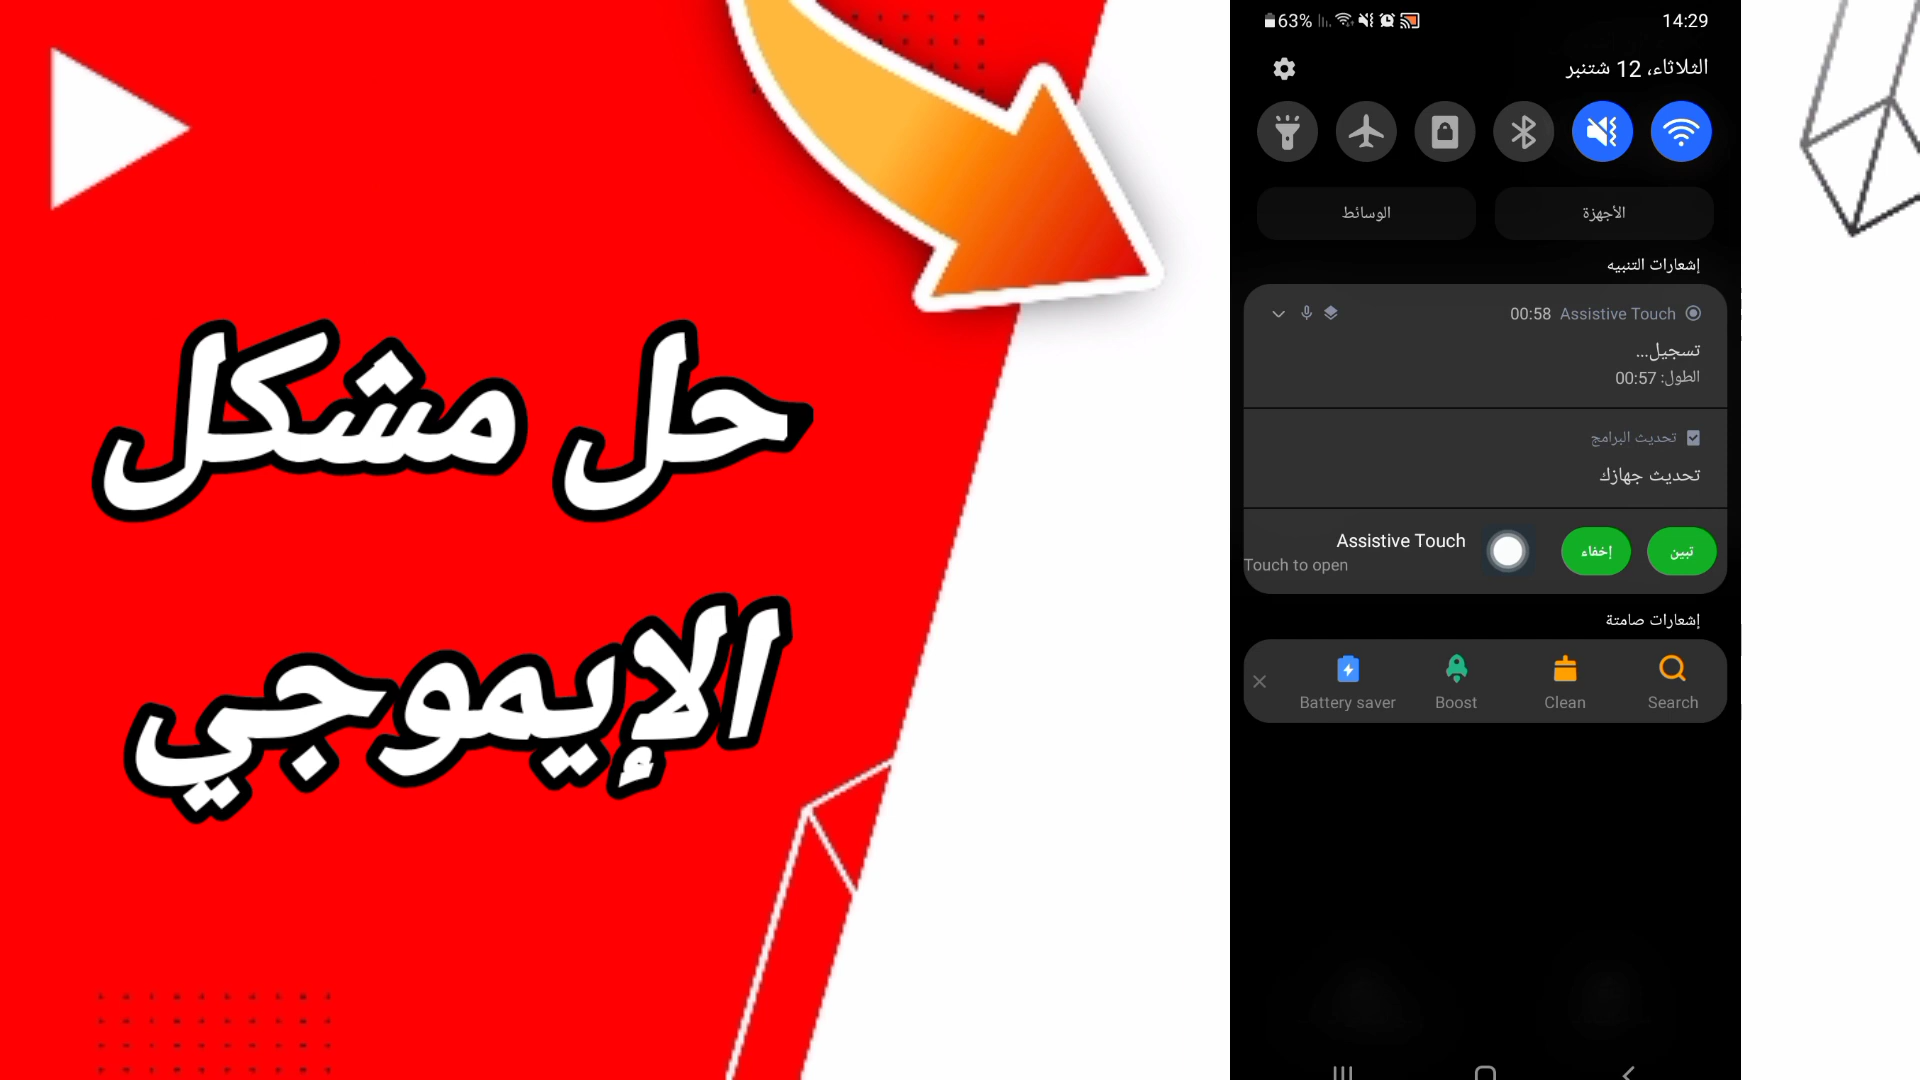 حل مشكل
الإيموجي
63% 14:29
الثلاثاء، 12 شتنبر
الأجهزة
الوسائط
إشعارات التنبيه
Assistive Touch 00:58
تسجيل...
الطول: 00:57
تحديث البرامج
تحديث جهازك
تبين
إخفاء
Assistive Touch
Touch to open
إشعارات صامتة
Battery saver
Boost
Clean
Search